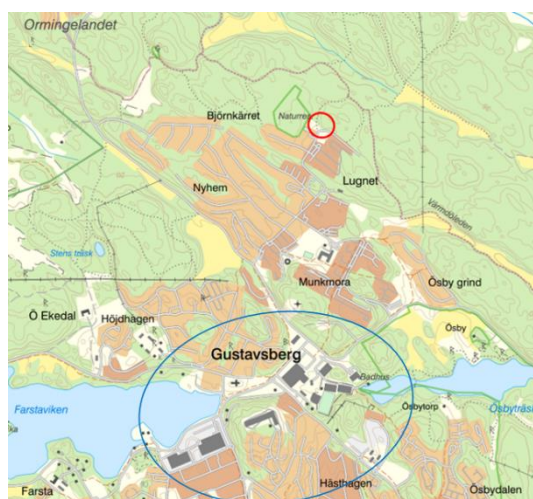 Ormingelandet
Björnkärret
Naturres
Nyhem
Lugnet
Värmdöleden
Stens träsk
Munkmora
Ösby grind
Ö Ekedal
Höjdhagen
Gustavsberg
Ösby
Badhus
Farstaviken
Ösbytorp
Ösbyträsk
Farsta
Hästhagen
Ösbydalen